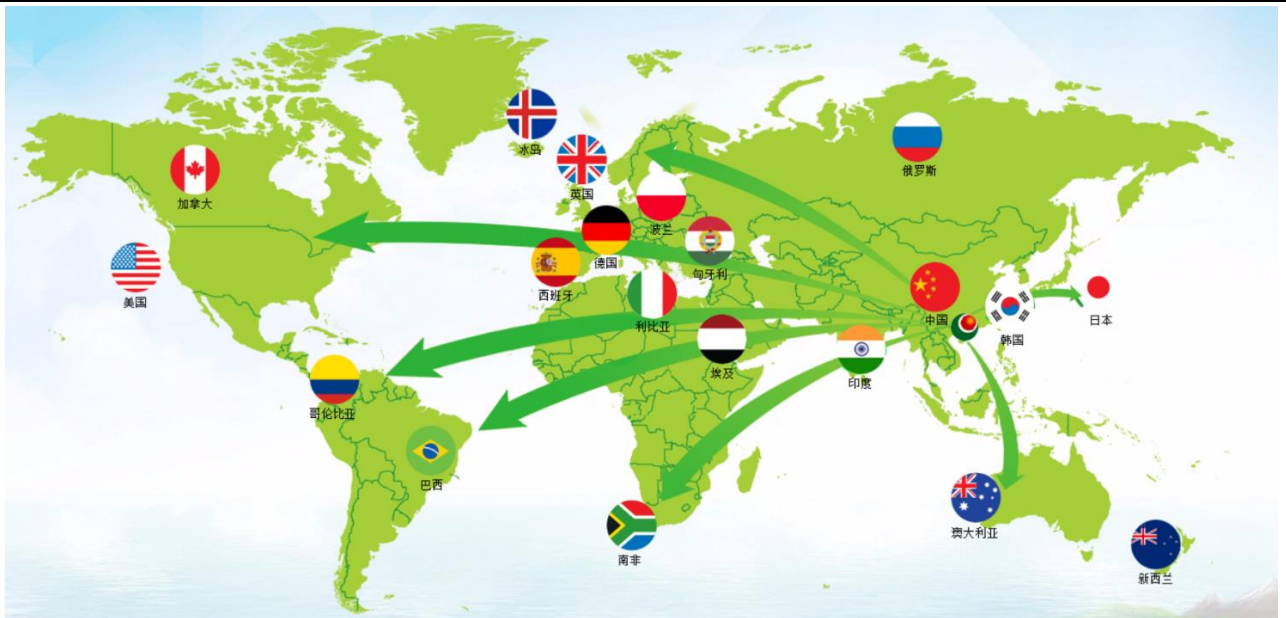 冰岛
英国
俄罗斯
加拿大
波兰
德国
匈牙利
美国
西班牙
利比亚
中国
韩国
日本
埃及
印度
哥伦比亚
巴西
澳大利亚
南非
新西兰